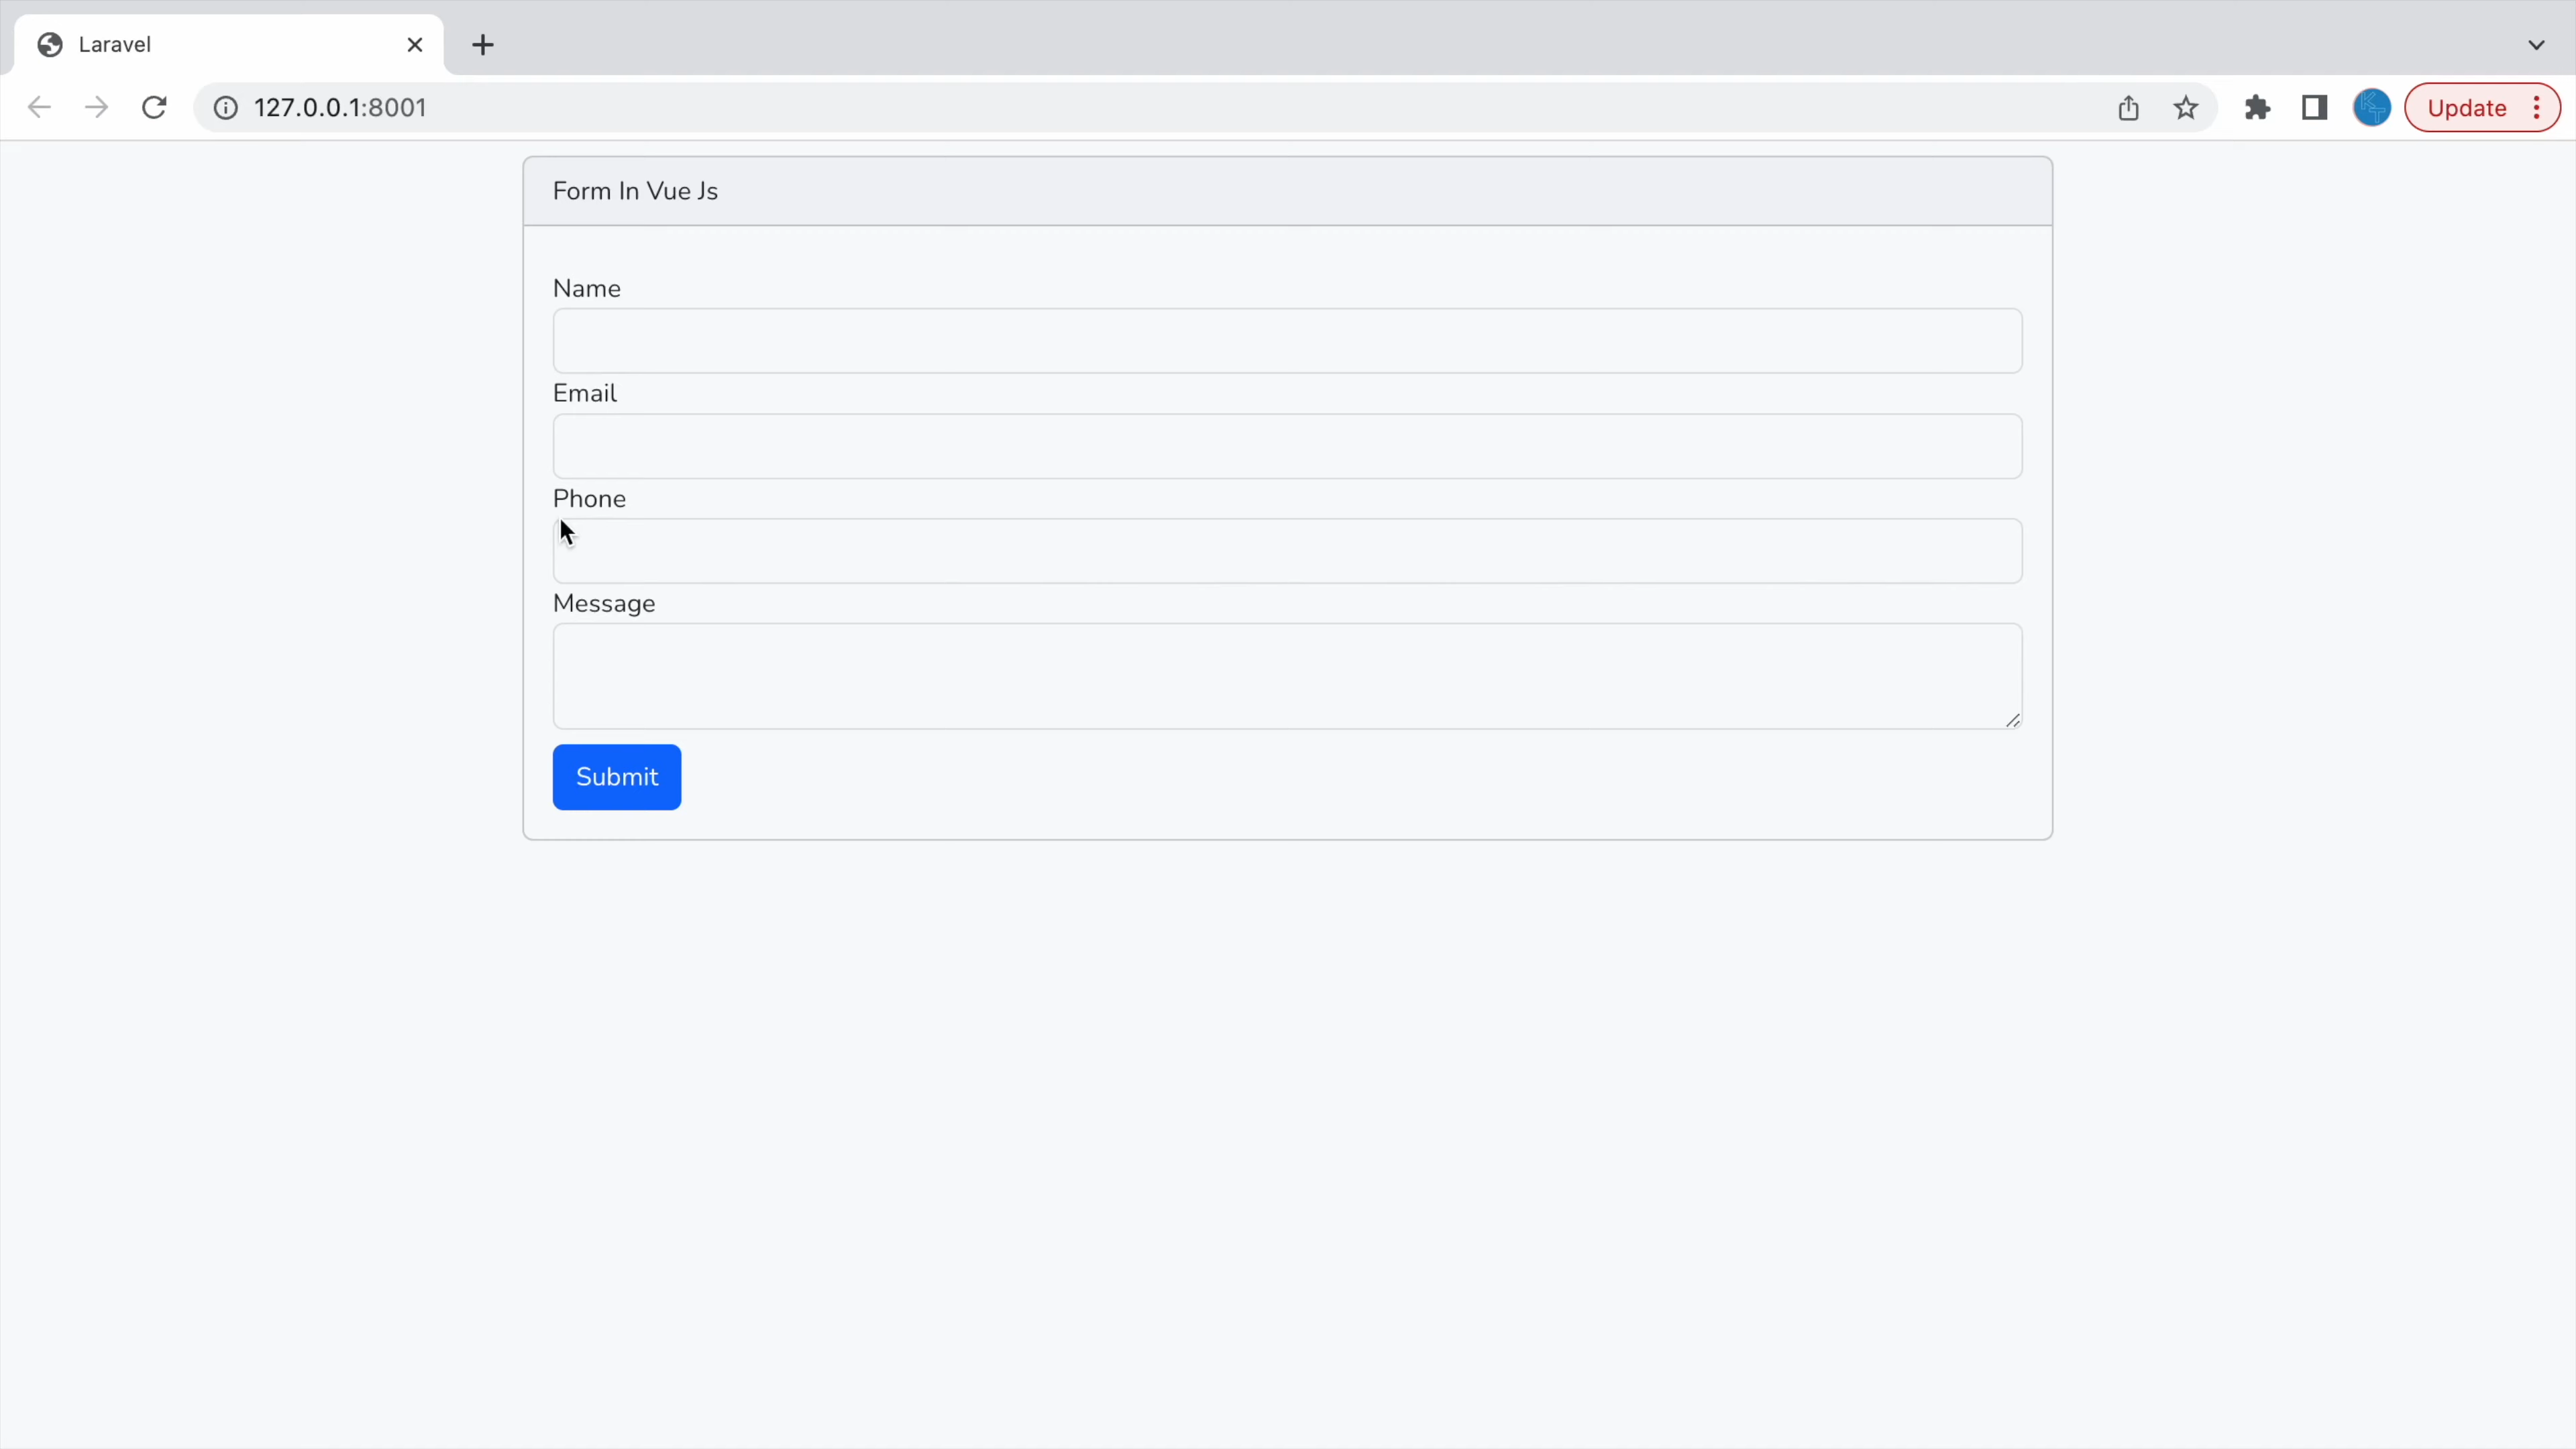 Laravel
127.0.0.1:8001
Update
Form In Vue Js
Name
Email
Phone
Message
Submit